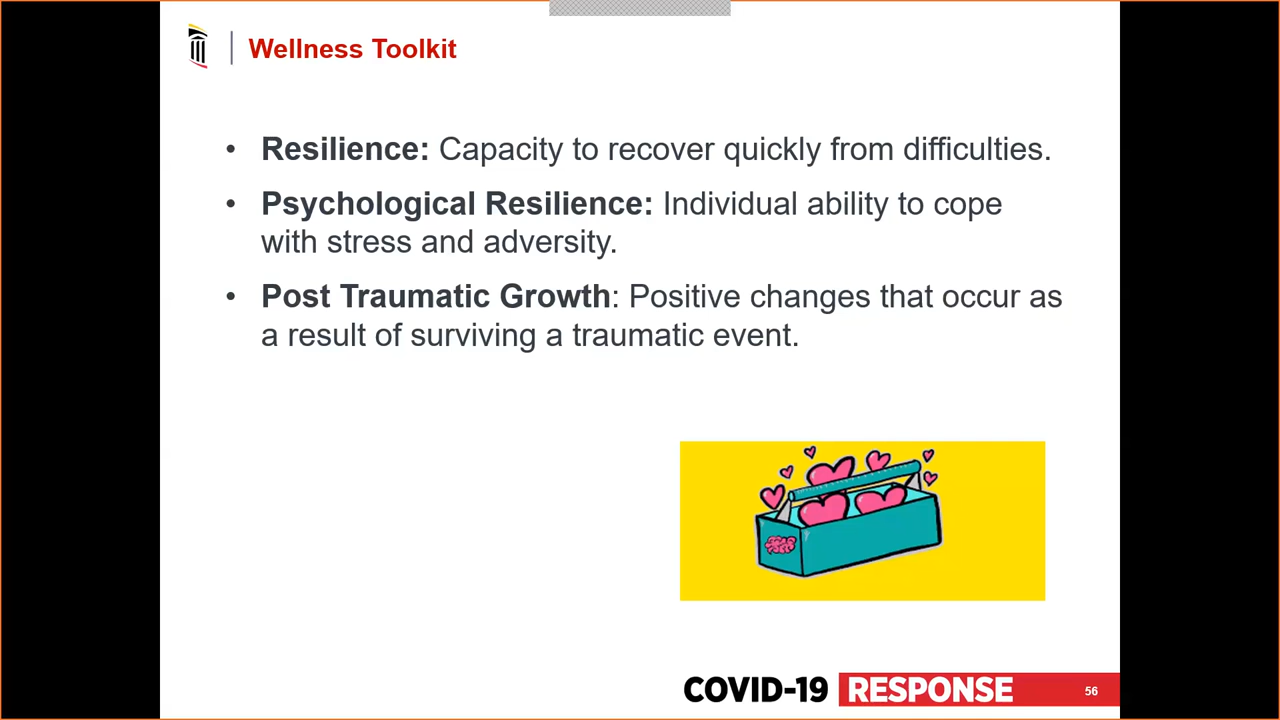 Wellness Toolkit
• Resilience: Capacity to recover quickly from difficulties.
• Psychological Resilience: Individual ability to cope
with stress and adversity.
• Post Traumatic Growth: Positive changes that occur as
a result of surviving a traumatic event.
COVID-19 RESPONSE 56